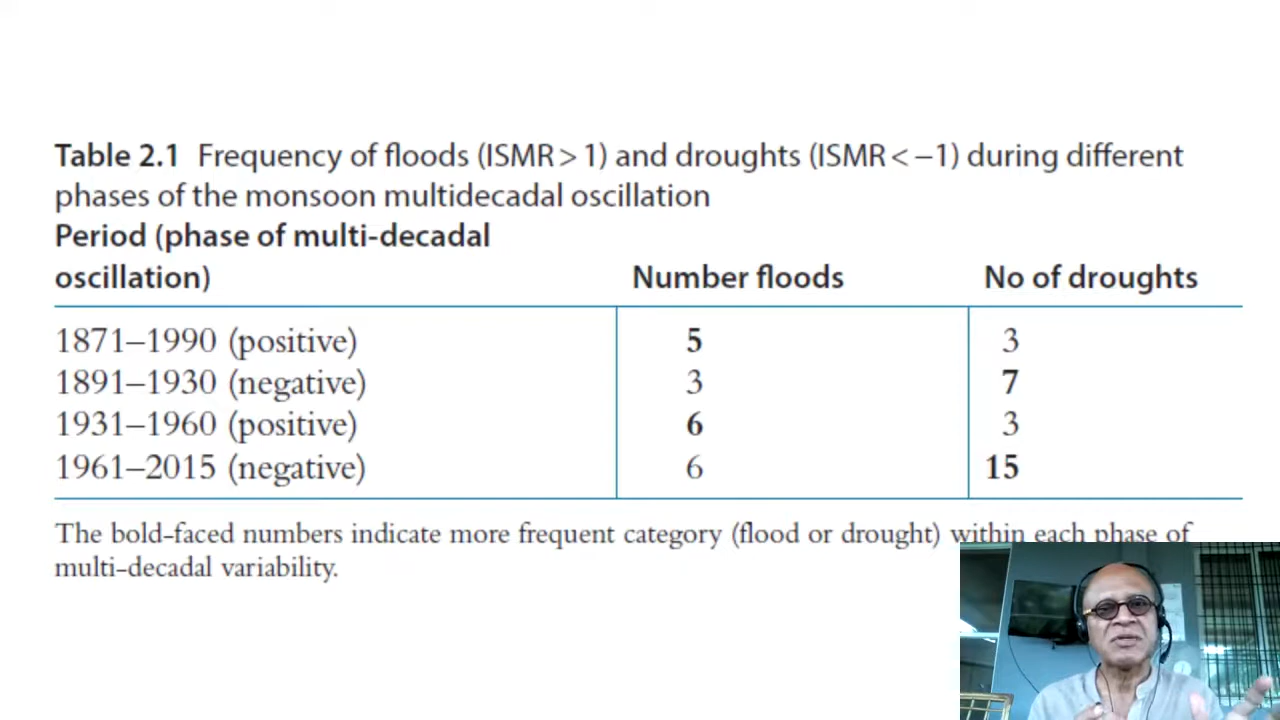 Table 2.1 Frequency of floods (ISMR > 1) and droughts (ISMR < −1) during different
phases of the monsoon multidecadal oscillation
Period (phase of multi-decadal
oscillation) Number floods No of droughts
1871–1990 (positive) 5 3
1891–1930 (negative) 3 7
1931–1960 (positive) 6 3
1961–2015 (negative) 6 15
The bold-faced numbers indicate more frequent category (flood or drought) within each phase of
multi-decadal variability.